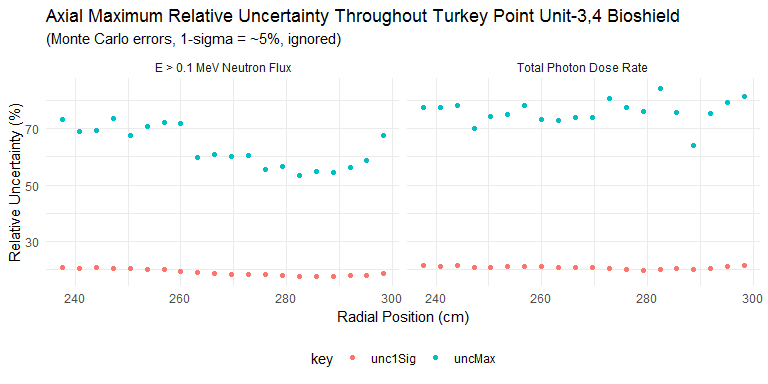 Axial Maximum Relative Uncertainty Throughout Turkey Point Unit-3,4 Bioshield
(Monte Carlo errors, 1-sigma = ~5%, ignored)
E > 0.1 MeV Neutron Flux
Total Photon Dose Rate
Relative Uncertainty (%)
70
50
30
240 260 280 300
240 260 280 300
Radial Position (cm)
key unc1Sig uncMax